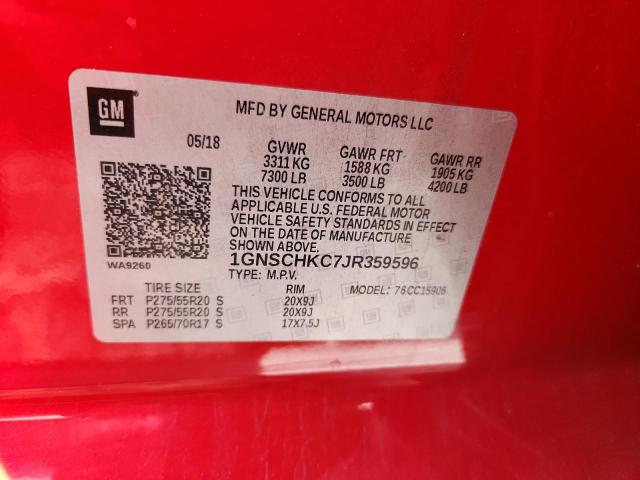 GM
MFD BY GENERAL MOTORS LLC
05/18 GVWR GAWR FRT GAWR RR
3311 KG 1588 KG 1905 KG
7300 LB 3500 LB 4200 LB
THIS VEHICLE CONFORMS TO ALL
APPLICABLE U.S. FEDERAL MOTOR
VEHICLE SAFETY STANDARDS IN EFFECT
ON THE DATE OF MANUFACTURE
SHOWN ABOVE.
1GNSCHKC7JR359596
WA9260
TYPE: M.P.V. MODEL: 76CC15906
TIRE SIZE RIM
FRT P275/55R20 S 20X9J
RR P275/55R20 S 20X9J
SPA P265/70R17 S 17X7.5J